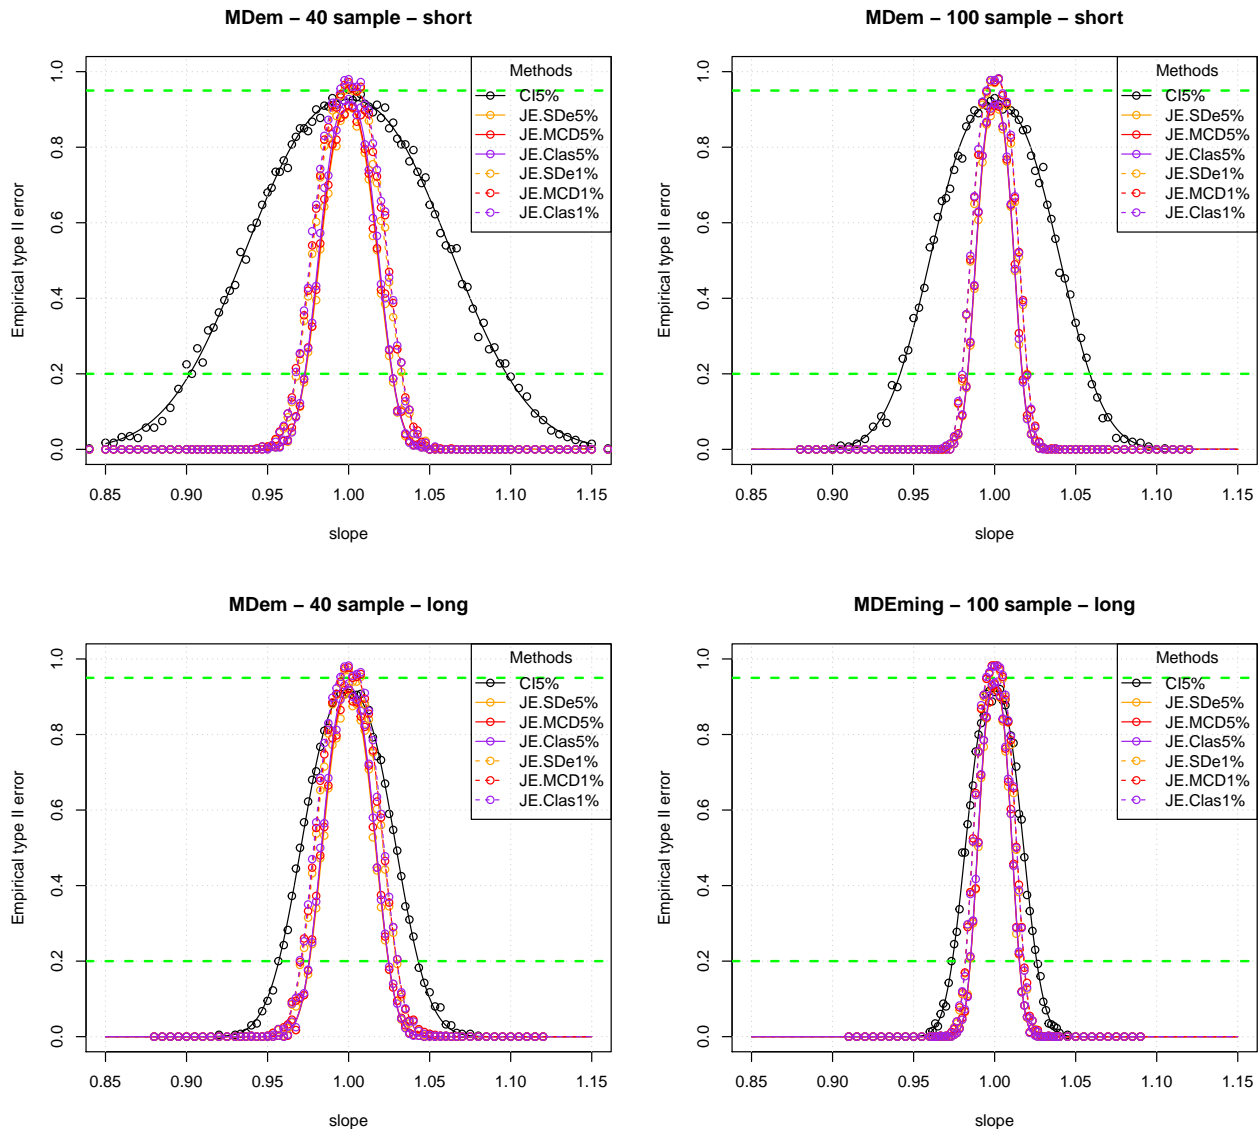 MDem − 40 sample − short
Empirical type II error
1.0
0.8
0.6
0.4
0.2
0.0
Methods
CI5%
JE.SDe5%
JE.MCD5%
JE.Clas5%
JE.SDe1%
JE.MCD1%
JE.Clas1%
0.85 0.90 0.95 1.00 1.05 1.10 1.15
slope
MDem − 100 sample − short
Empirical type II error
1.0
0.8
0.6
0.4
0.2
0.0
Methods
CI5%
JE.SDe5%
JE.MCD5%
JE.Clas5%
JE.SDe1%
JE.MCD1%
JE.Clas1%
0.85 0.90 0.95 1.00 1.05 1.10 1.15
slope
MDem − 40 sample − long
Empirical type II error
1.0
0.8
0.6
0.4
0.2
0.0
Methods
CI5%
JE.SDe5%
JE.MCD5%
JE.Clas5%
JE.SDe1%
JE.MCD1%
JE.Clas1%
0.85 0.90 0.95 1.00 1.05 1.10 1.15
slope
MDEming − 100 sample − long
Empirical type II error
1.0
0.8
0.6
0.4
0.2
0.0
Methods
CI5%
JE.SDe5%
JE.MCD5%
JE.Clas5%
JE.SDe1%
JE.MCD1%
JE.Clas1%
0.85 0.90 0.95 1.00 1.05 1.10 1.15
slope